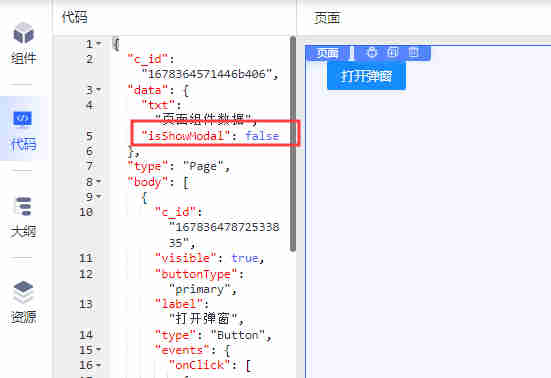 代码
页面
组件
代码
大纲
资源
1 {
2 "c_id":
"1678364571446b406",
3 "data": {
4 "txt":
"页面组件数据",
5 "isShowModal": false
6 },
7 "type": "Page",
8 "body": [
9 {
10 "c_id":
"167836478725338
35",
11 "visible": true,
12 "buttonType":
"primary",
13 "label":
"打开弹窗",
14 "type": "Button",
15 "events": {
16 "onClick": [
页面
打开弹窗